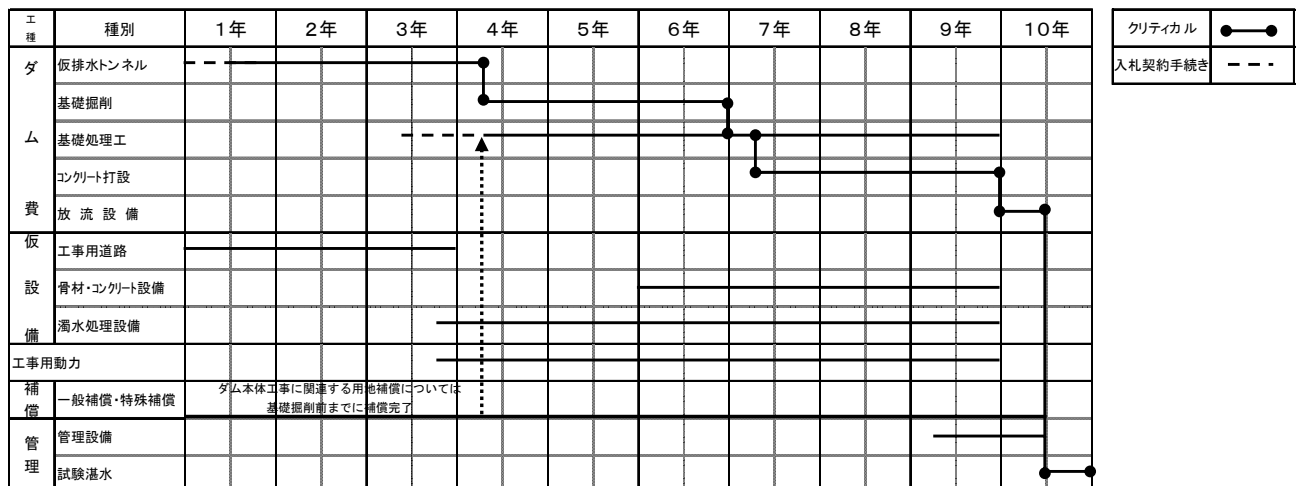 工種 種別 1年 2年 3年 4年 5年 6年 7年 8年 9年 10年
クリティカル
入札契約手続き
ダム費
仮排水トンネル
基礎掘削
基礎処理工
コンクリート打設
放流設備
仮設備
工事用道路
骨材・コンクリート設備
濁水処理設備
工事用動力
補償
一般補償・特殊補償
ダム本体工事に関連する用地補償については
基礎掘削前までに補償完了
管理
管理設備
試験湛水